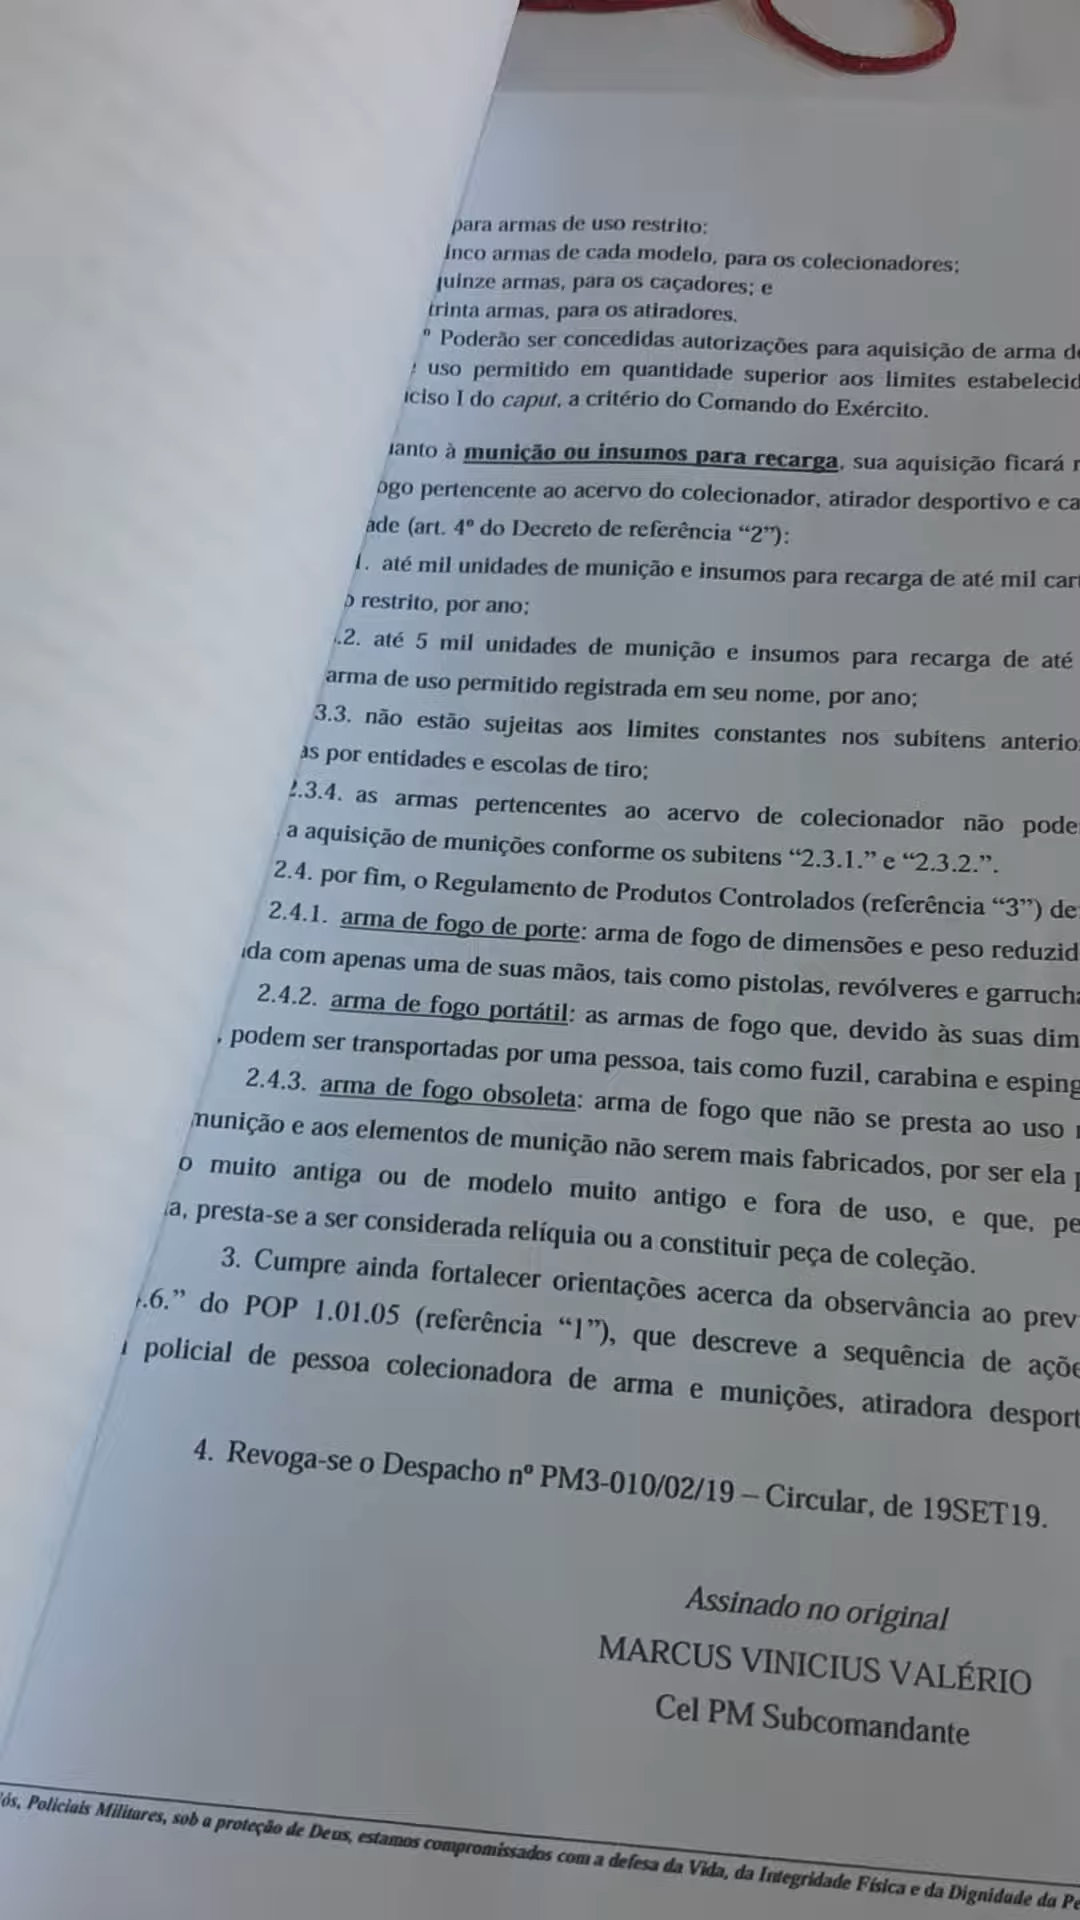 para armas de uso restrito:
inco armas de cada modelo, para os colecionadores;
quinze armas, para os caçadores; e
trinta armas, para os atiradores.
º Poderão ser concedidas autorizações para aquisição de arma de
uso permitido em quantidade superior aos limites estabelecid
ciso I do caput, a critério do Comando do Exército.
uanto à munição ou insumos para recarga, sua aquisição ficará
ogo pertencente ao acervo do colecionador, atirador desportivo e ca
ade (art. 4º do Decreto de referência “2”):
1. até mil unidades de munição e insumos para recarga de até mil cart
o restrito, por ano;
.2. até 5 mil unidades de munição e insumos para recarga de até
arma de uso permitido registrada em seu nome, por ano;
3.3. não estão sujeitas aos limites constantes nos subitens anterio
as por entidades e escolas de tiro;
2.3.4. as armas pertencentes ao acervo de colecionador não pode
a aquisição de munições conforme os subitens “2.3.1.” e “2.3.2.”.
2.4. por fim, o Regulamento de Produtos Controlados (referência “3”) de
2.4.1. arma de fogo de porte: arma de fogo de dimensões e peso reduzid
da com apenas uma de suas mãos, tais como pistolas, revólveres e garrucha
2.4.2. arma de fogo portátil: as armas de fogo que, devido às suas dim
, podem ser transportadas por uma pessoa, tais como fuzil, carabina e esping
2.4.3. arma de fogo obsoleta: arma de fogo que não se presta ao uso
munição e aos elementos de munição não serem mais fabricados, por ser ela p
o muito antiga ou de modelo muito antigo e fora de uso, e que, pe
a, presta-se a ser considerada relíquia ou a constituir peça de coleção.
3. Cumpre ainda fortalecer orientações acerca da observância ao prev
.6.” do POP 1.01.05 (referência “1”), que descreve a sequência de açõe
policial de pessoa colecionadora de arma e munições, atiradora desport
4. Revoga-se o Despacho nº PM3-010/02/19 – Circular, de 19SET19.
Assinado no original
MARCUS VINICIUS VALÉRIO
Cel PM Subcomandante
ós, Policiais Militares, sob a proteção de Deus, estamos compromissados com a defesa da Vida, da Integridade Física e da Dignidade da Pe